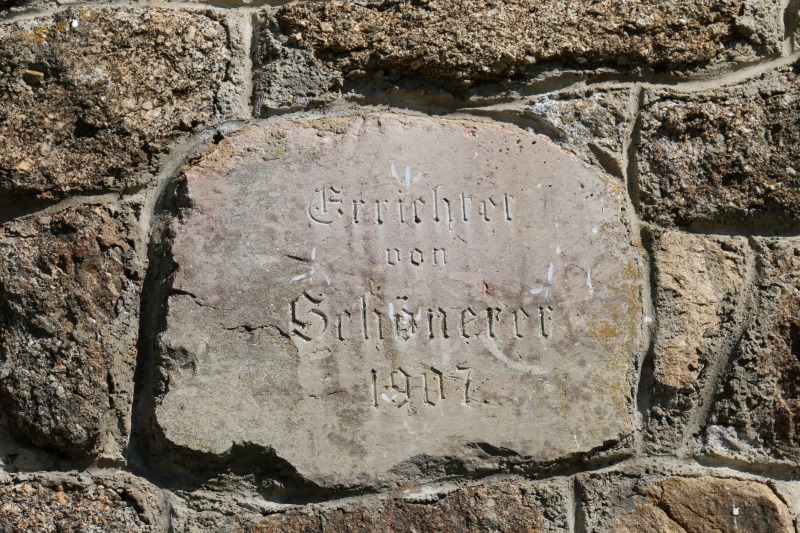 Errichtet
von
Schönerer
1907.